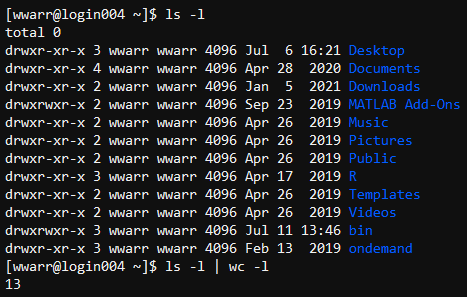 [wwarr@login004 ~]$ ls -l
total 0
drwxr-xr-x 3 wwarr wwarr 4096 Jul  6 16:21 Desktop
drwxr-xr-x 4 wwarr wwarr 4096 Apr 28  2020 Documents
drwxr-xr-x 2 wwarr wwarr 4096 Jan  5  2021 Downloads
drwxrwxr-x 2 wwarr wwarr 4096 Sep 23  2019 MATLAB Add-Ons
drwxr-xr-x 2 wwarr wwarr 4096 Apr 26  2019 Music
drwxr-xr-x 2 wwarr wwarr 4096 Apr 26  2019 Pictures
drwxr-xr-x 2 wwarr wwarr 4096 Apr 26  2019 Public
drwxr-xr-x 3 wwarr wwarr 4096 Apr 17  2019 R
drwxr-xr-x 2 wwarr wwarr 4096 Apr 26  2019 Templates
drwxr-xr-x 2 wwarr wwarr 4096 Apr 26  2019 Videos
drwxrwxr-x 3 wwarr wwarr 4096 Jul 11 13:46 bin
drwxr-xr-x 3 wwarr wwarr 4096 Feb 13  2019 ondemand
[wwarr@login004 ~]$ ls -l | wc -l
13